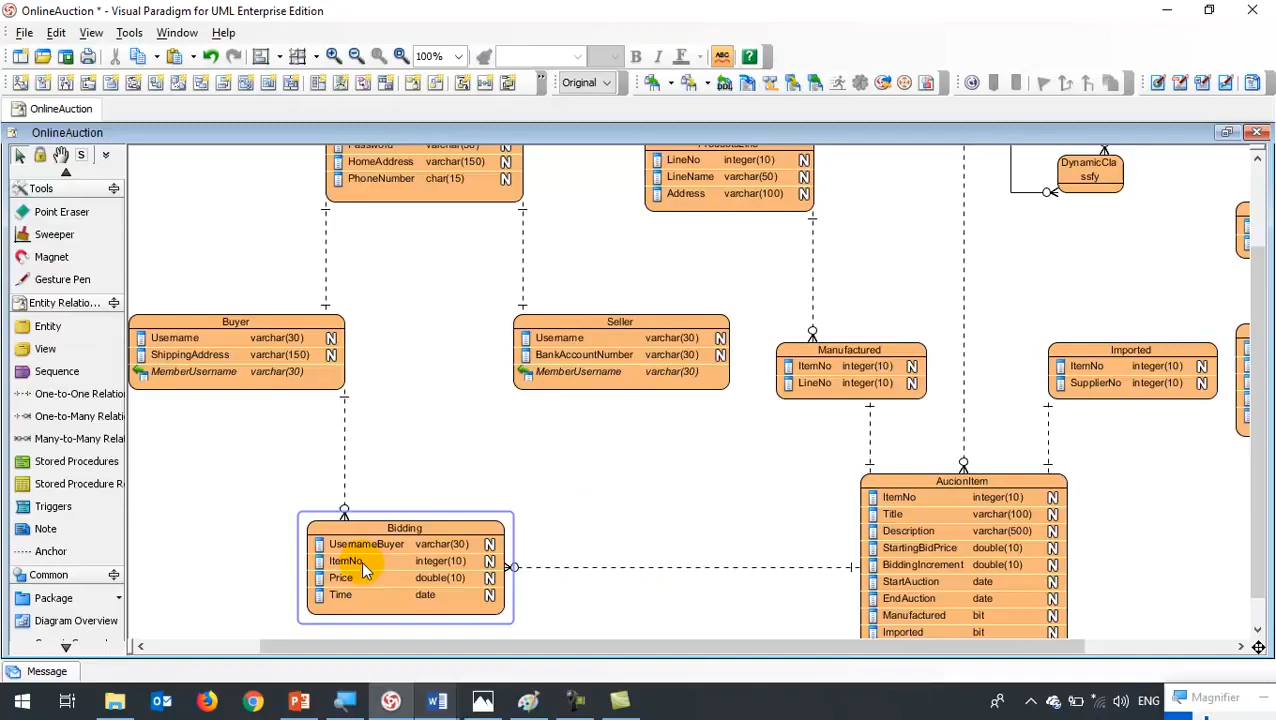 OnlineAuction * - Visual Paradigm for UML Enterprise Edition
File Edit View Tools Window Help
100%
B I F ABC
Original
DDL
OnlineAuction
OnlineAuction
S
Tools
Point Eraser
Sweeper
Magnet
Gesture Pen
Entity Relatio...
Entity
View
Sequence
One-to-One Relation
One-to-Many Relati
Many-to-Many Rela
Stored Procedures
Stored Procedure R
Triggers
Note
Anchor
Common
Package
Diagram Overview
HomeAddress varchar(150) N
PhoneNumber char(15) N
LineNo integer(10) N
LineName varchar(50) N
Address varchar(100) N
DynamicCla
ssfy
Buyer
Username varchar(30) N
ShippingAddress varchar(150) N
MemberUsername varchar(30)
Seller
Username varchar(30) N
BankAccountNumber varchar(30) N
MemberUsername varchar(30)
Manufactured
ItemNo integer(10) N
LineNo integer(10) N
Imported
ItemNo integer(10) N
SupplierNo integer(10) N
Bidding
UsernameBuyer varchar(30) N
ItemNo integer(10) N
Price double(10) N
Time date N
AucionItem
ItemNo integer(10) N
Title varchar(100) N
Description varchar(500) N
StartingBidPrice double(10) N
BiddingIncrement double(10) N
StartAuction date N
EndAuction date N
Manufactured bit N
Imported bit N
Message
ENG
Magnifier